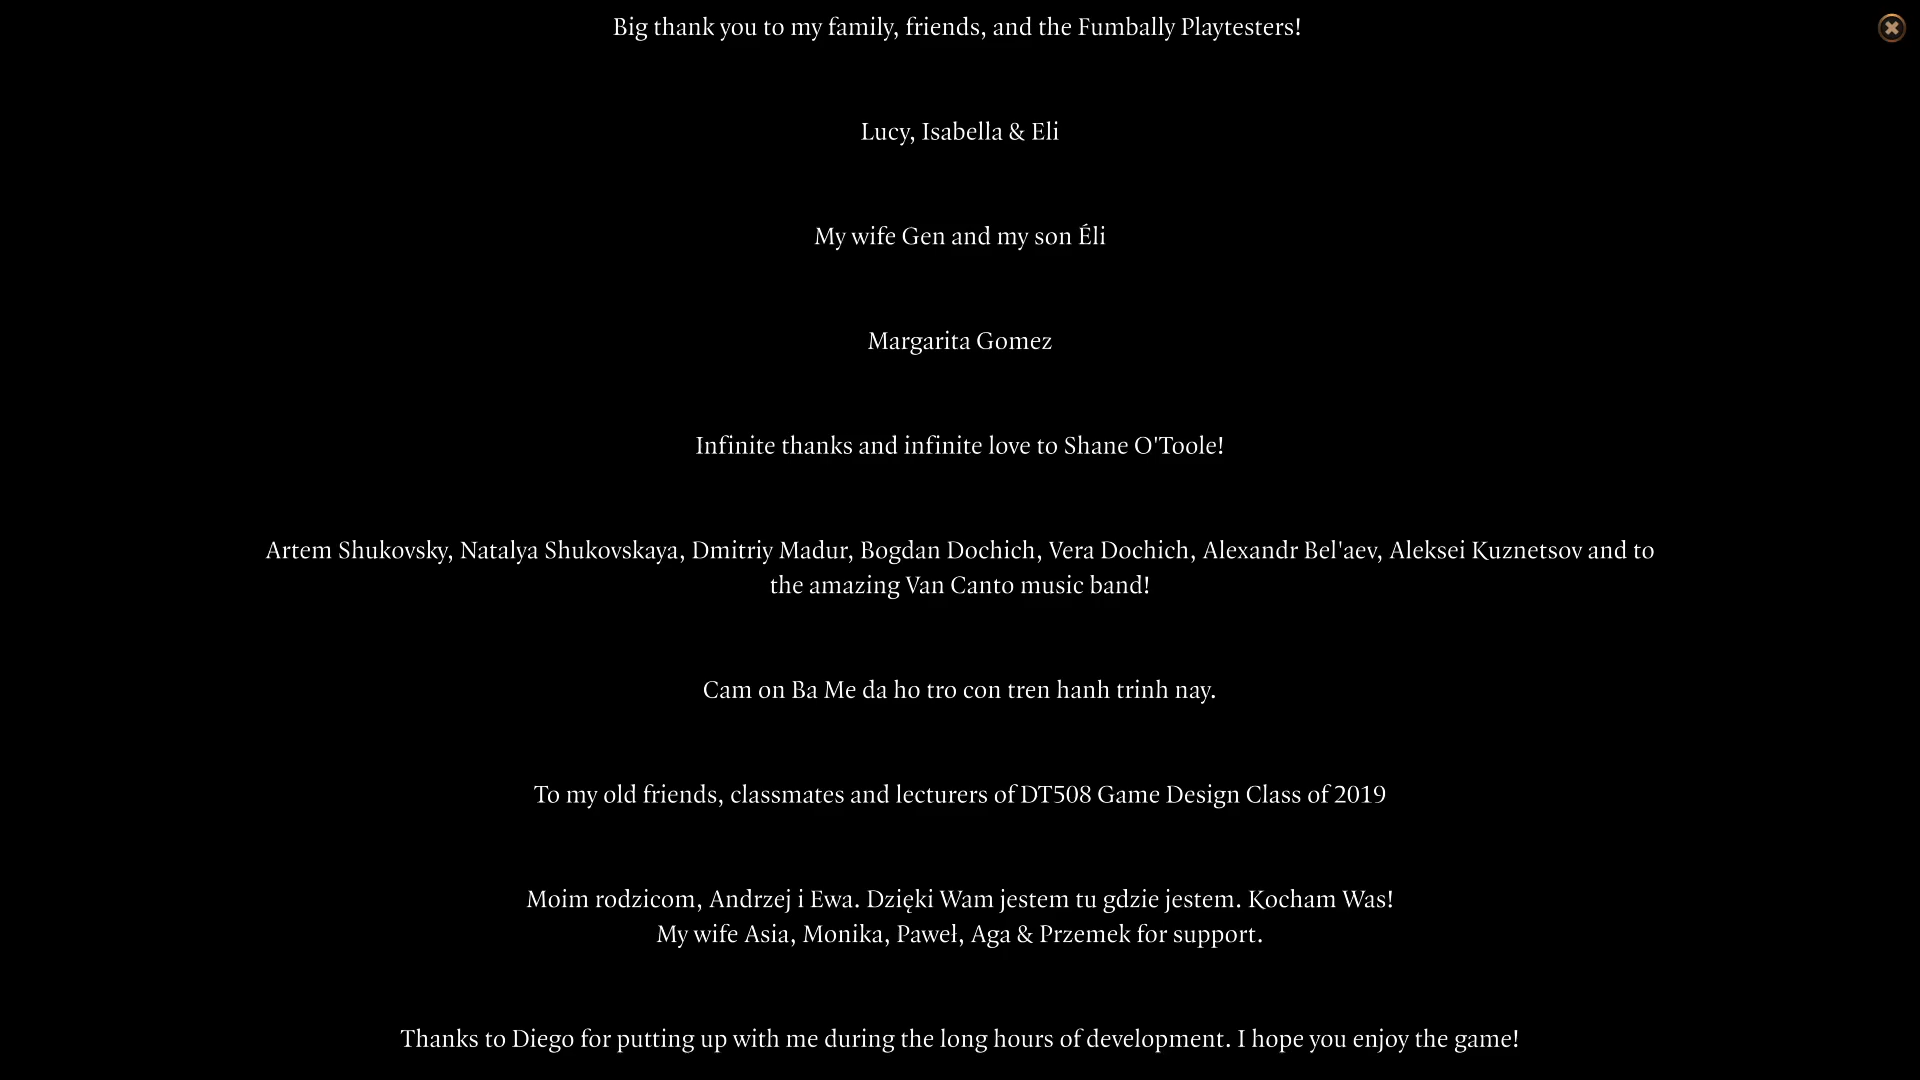 Big thank you to my family, friends, and the Fumbally Playtesters!
Lucy, Isabella & Eli
My wife Gen and my son Éli
Margarita Gomez
Infinite thanks and infinite love to Shane O'Toole!
Artem Shukovsky, Natalya Shukovskaya, Dmitriy Madur, Bogdan Dochich, Vera Dochich, Alexandr Bel'aev, Aleksei Kuznetsov and to
the amazing Van Canto music band!
Cam on Ba Me da ho tro con tren hanh trinh nay.
To my old friends, classmates and lecturers of DT508 Game Design Class of 2019
Moim rodzicom, Andrzej i Ewa. Dzięki Wam jestem tu gdzie jestem. Kocham Was!
My wife Asia, Monika, Paweł, Aga & Przemek for support.
Thanks to Diego for putting up with me during the long hours of development. I hope you enjoy the game!